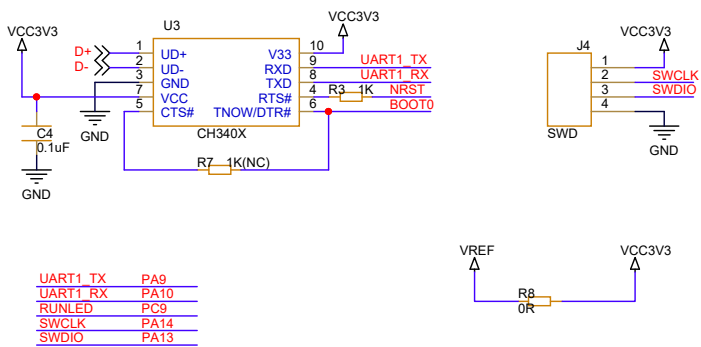 U3
VCC3V3
VCC3V3
VCC3V3
D+
D-
1 UD+ V33 10
2 UD- RXD 9 UART1_TX
3 GND TXD 8 UART1_RX
7 VCC RTS# 4 R3 1K NRST
5 CTS# TNOW/DTR# 6 BOOT0
CH340X
GND
C4
0.1uF
GND
R7 1K(NC)
J4
1
2 SWCLK
3 SWDIO
4
SWD
GND
VREF
VCC3V3
R8
0R
UART1_TX PA9
UART1_RX PA10
RUNLED PC9
SWCLK PA14
SWDIO PA13